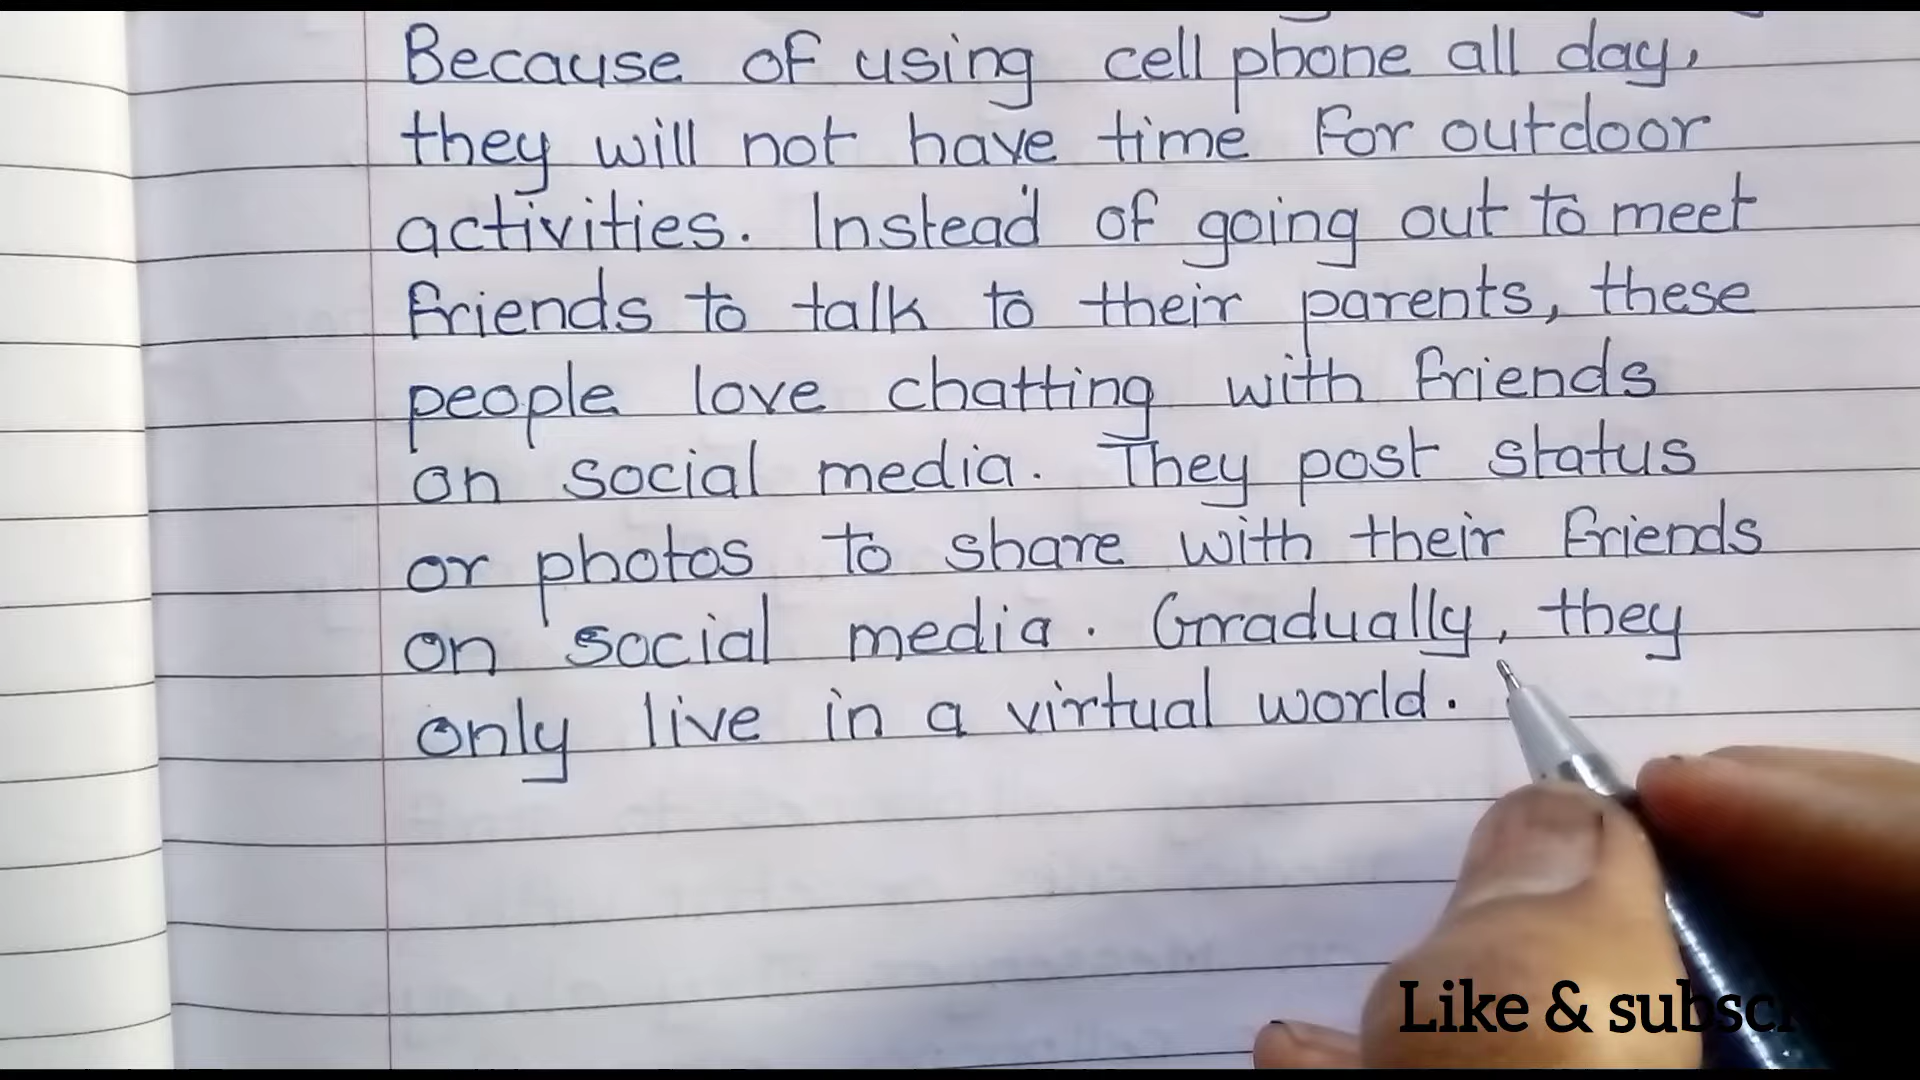 Because of using cell phone all day,
they will not have time for outdoor
activities. Instead of going out to meet
friends to talk to their parents, these
people love chatting with friends
on social media. They post status
or photos to share with their friends
on social media. Gradually, they
only live in a virtual world.
Like & subscr